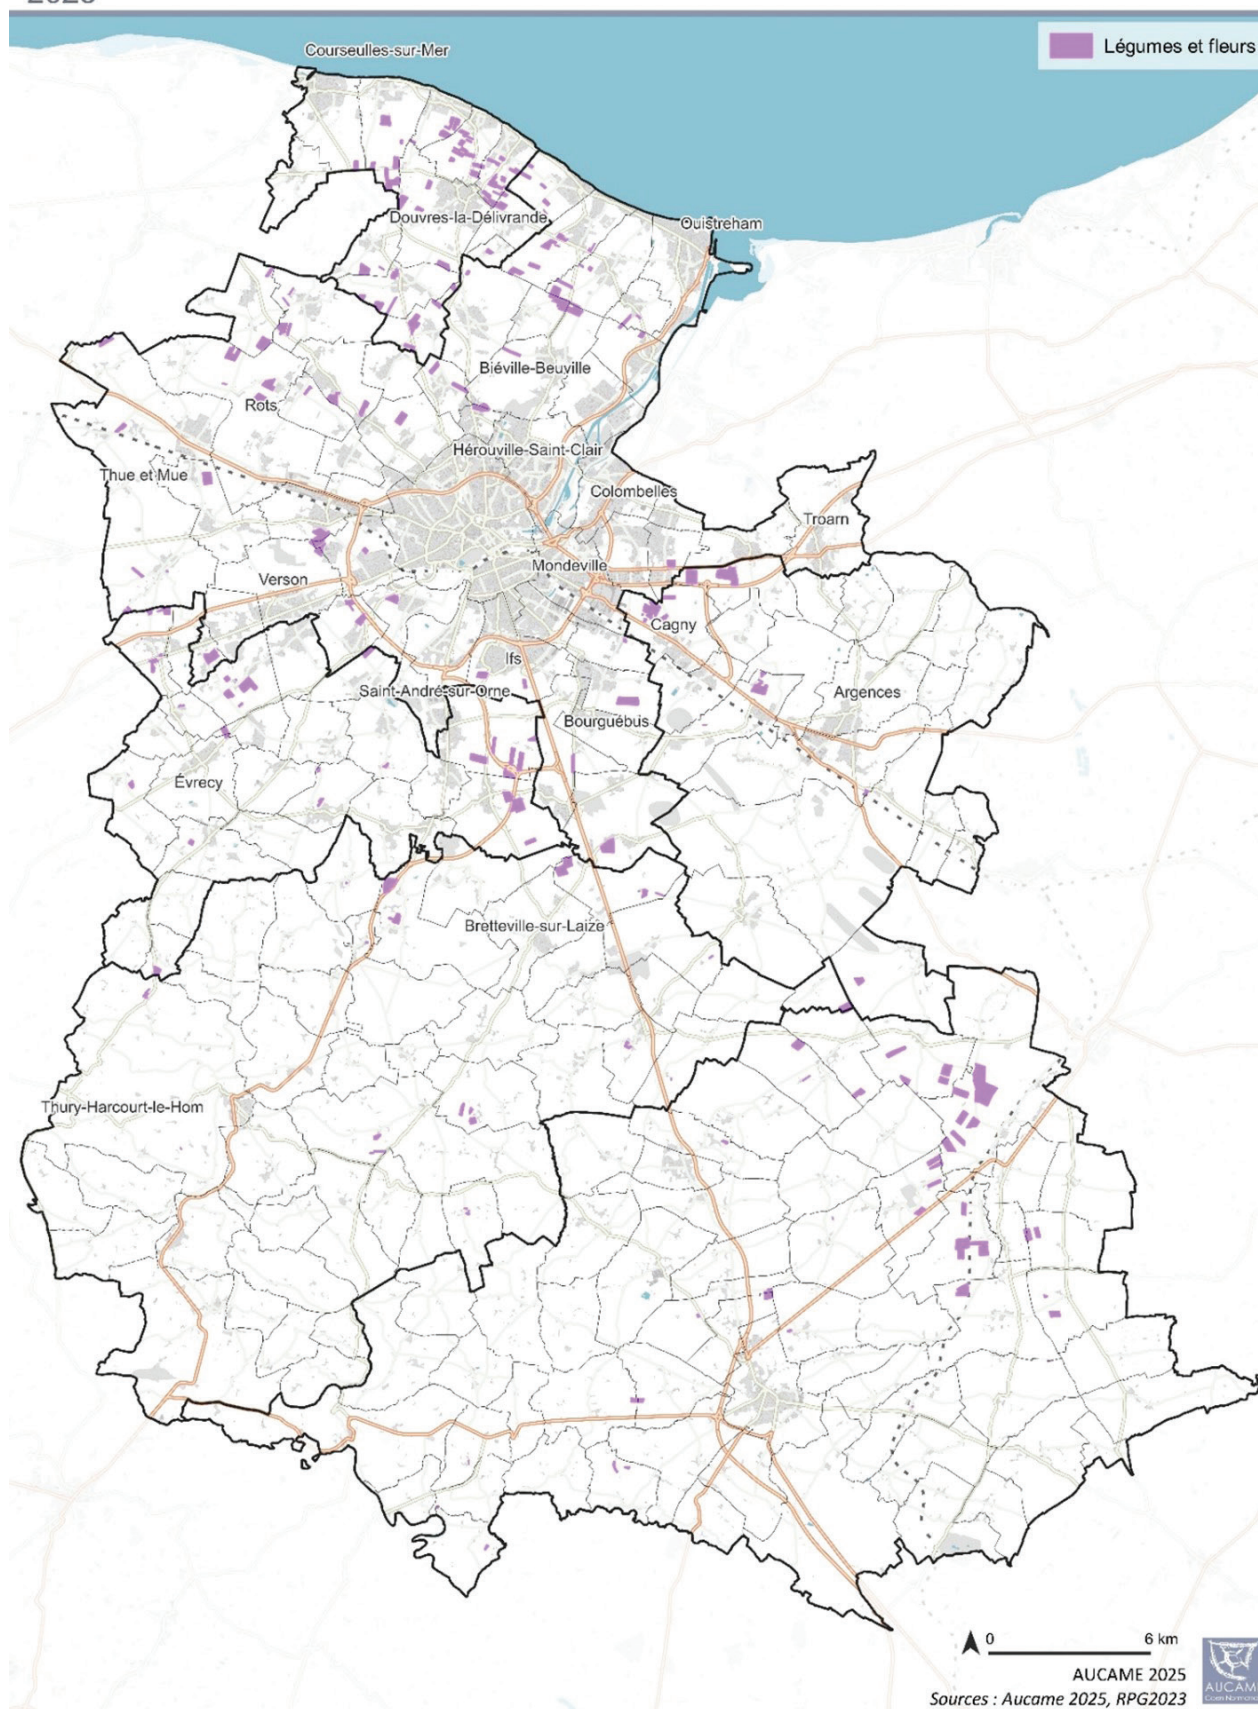 Courseulles-sur-Mer
Légumes et fleurs
Douvres-la-Délivrande
Ouistreham
Biéville-Beuville
Rots
Hérouville-Saint-Clair
Thue et Mue
Colombelles
Troarn
Mondeville
Verson
Cagny
Ifs
Saint-André-sur-Orne
Argences
Bourguébus
Évrecy
Bretteville-sur-Laize
Thury-Harcourt-le-Hom
0 6 km
AUCAME 2025
Sources : Aucame 2025, RPG2023
AUCAM